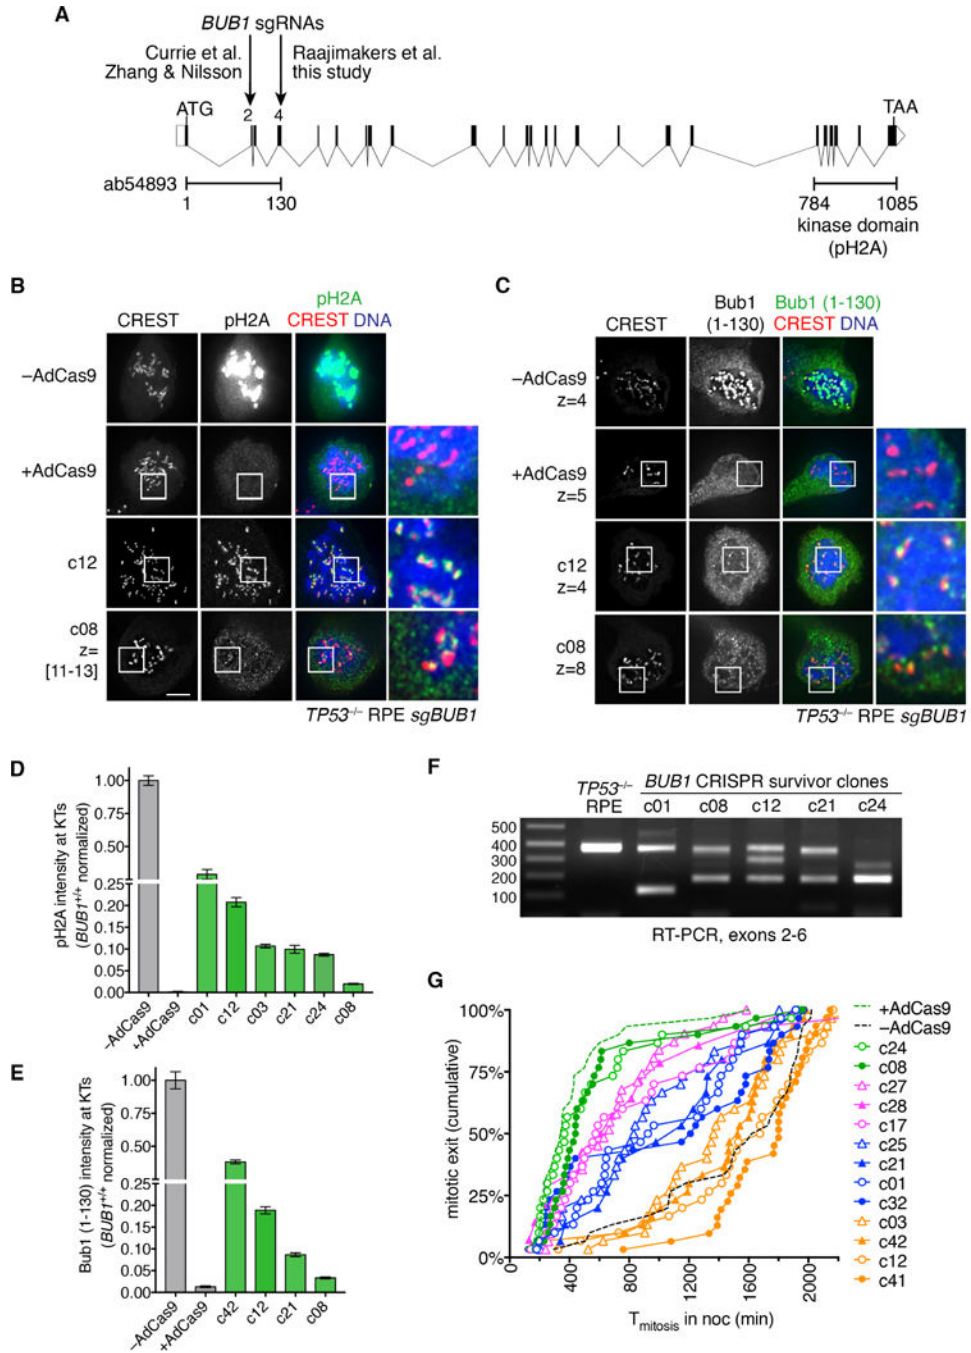 A
BUB1 sgRNAs
Currie et al.
Zhang & Nilsson
Raajimakers et al.
this study
ATG
2
4
TAA
ab54893
1
130
784
1085
kinase domain
(pH2A)
B
CREST
pH2A
pH2A
CREST DNA
–AdCas9
+AdCas9
c12
c08
z=
[11-13]
TP53–/– RPE sgBUB1
C
CREST
Bub1
(1-130)
Bub1 (1-130)
CREST DNA
–AdCas9
z=4
+AdCas9
z=5
c12
z=4
c08
z=8
TP53–/– RPE sgBUB1
D
pH2A intensity at KTs
(BUB1+/+ normalized)
1.00
0.75
0.50
0.25
0.20
0.15
0.10
0.05
0.00
–AdCas9
+AdCas9
c01
c12
c03
c21
c24
c08
E
Bub1 (1-130) intensity at KTs
(BUB1+/+ normalized)
1.00
0.75
0.50
0.25
0.20
0.15
0.10
0.05
0.00
–AdCas9
+AdCas9
c42
c12
c21
c08
F
TP53–/–
RPE
BUB1 CRISPR survivor clones
c01
c08
c12
c21
c24
500
400
300
200
100
RT-PCR, exons 2-6
G
mitotic exit (cumulative)
100%
75%
50%
25%
0%
0
400
800
1200
1600
2000
Tmitosis in noc (min)
+AdCas9
–AdCas9
c24
c08
c27
c28
c17
c25
c21
c01
c32
c03
c42
c12
c41